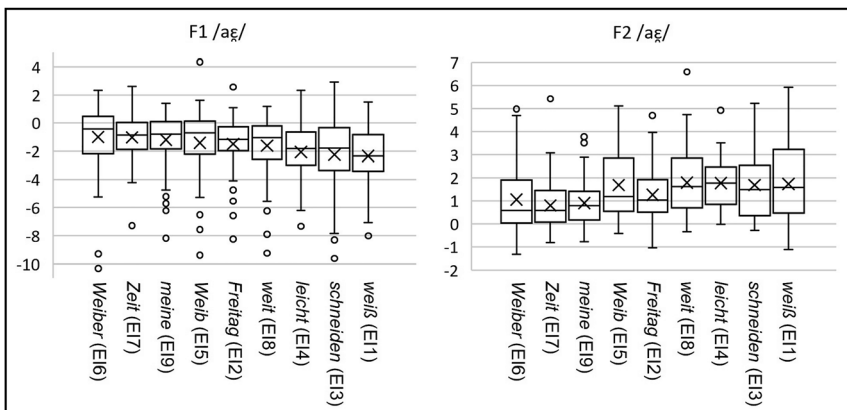 F1 /aε̯/
4
2
0
-2
-4
-6
-8
-10
Weiber (EI6)
Zeit (EI7)
meine (EI9)
Weib (EI5)
Freitag (EI2)
weit (EI8)
leicht (EI4)
schneiden (EI3)
weiß (EI1)
F2 /aε̯/
7
6
5
4
3
2
1
0
-1
-2
Weiber (EI6)
Zeit (EI7)
meine (EI9)
Weib (EI5)
Freitag (EI2)
weit (EI8)
leicht (EI4)
schneiden (EI3)
weiß (EI1)